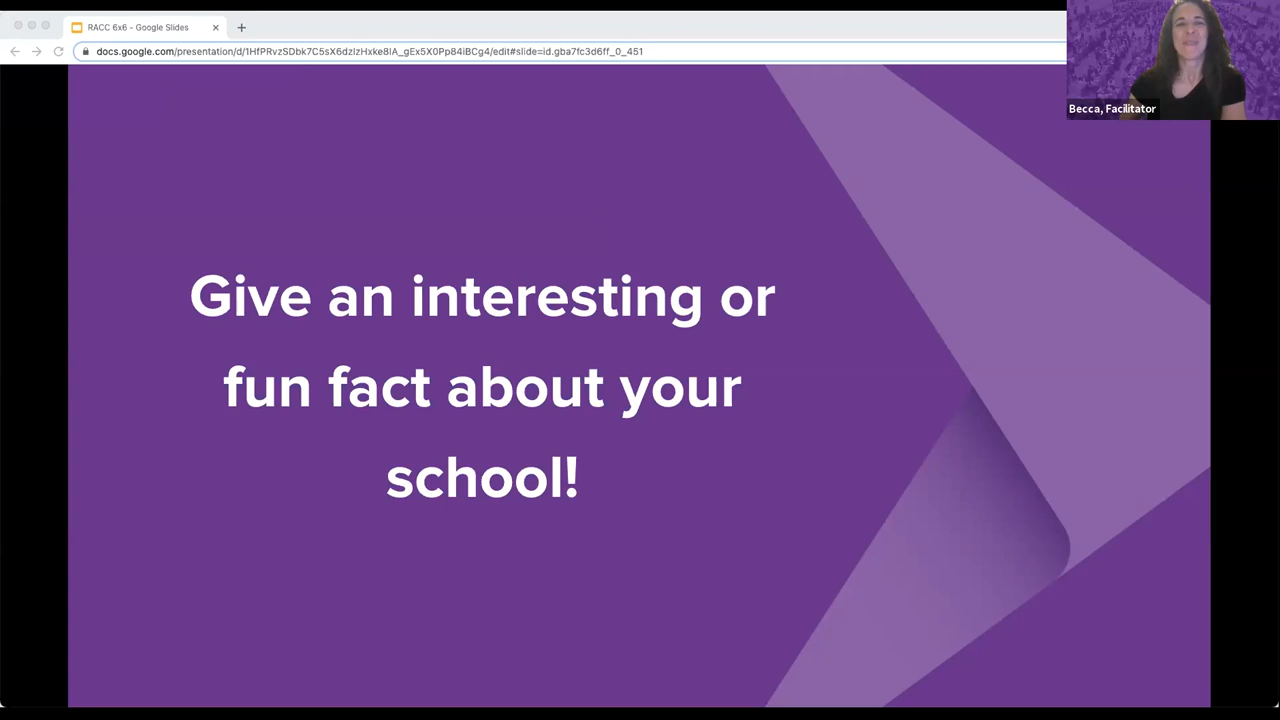 RACC 6x6 - Google Slides
docs.google.com/presentation/d/1HfPRvzSDbk7C5sX6dzIzHxke8IA_gEx5X0Pp84iBCg4/edit#slide=id.gba7fc3d6ff_0_451
Becca, Facilitator
Give an interesting or
fun fact about your
school!